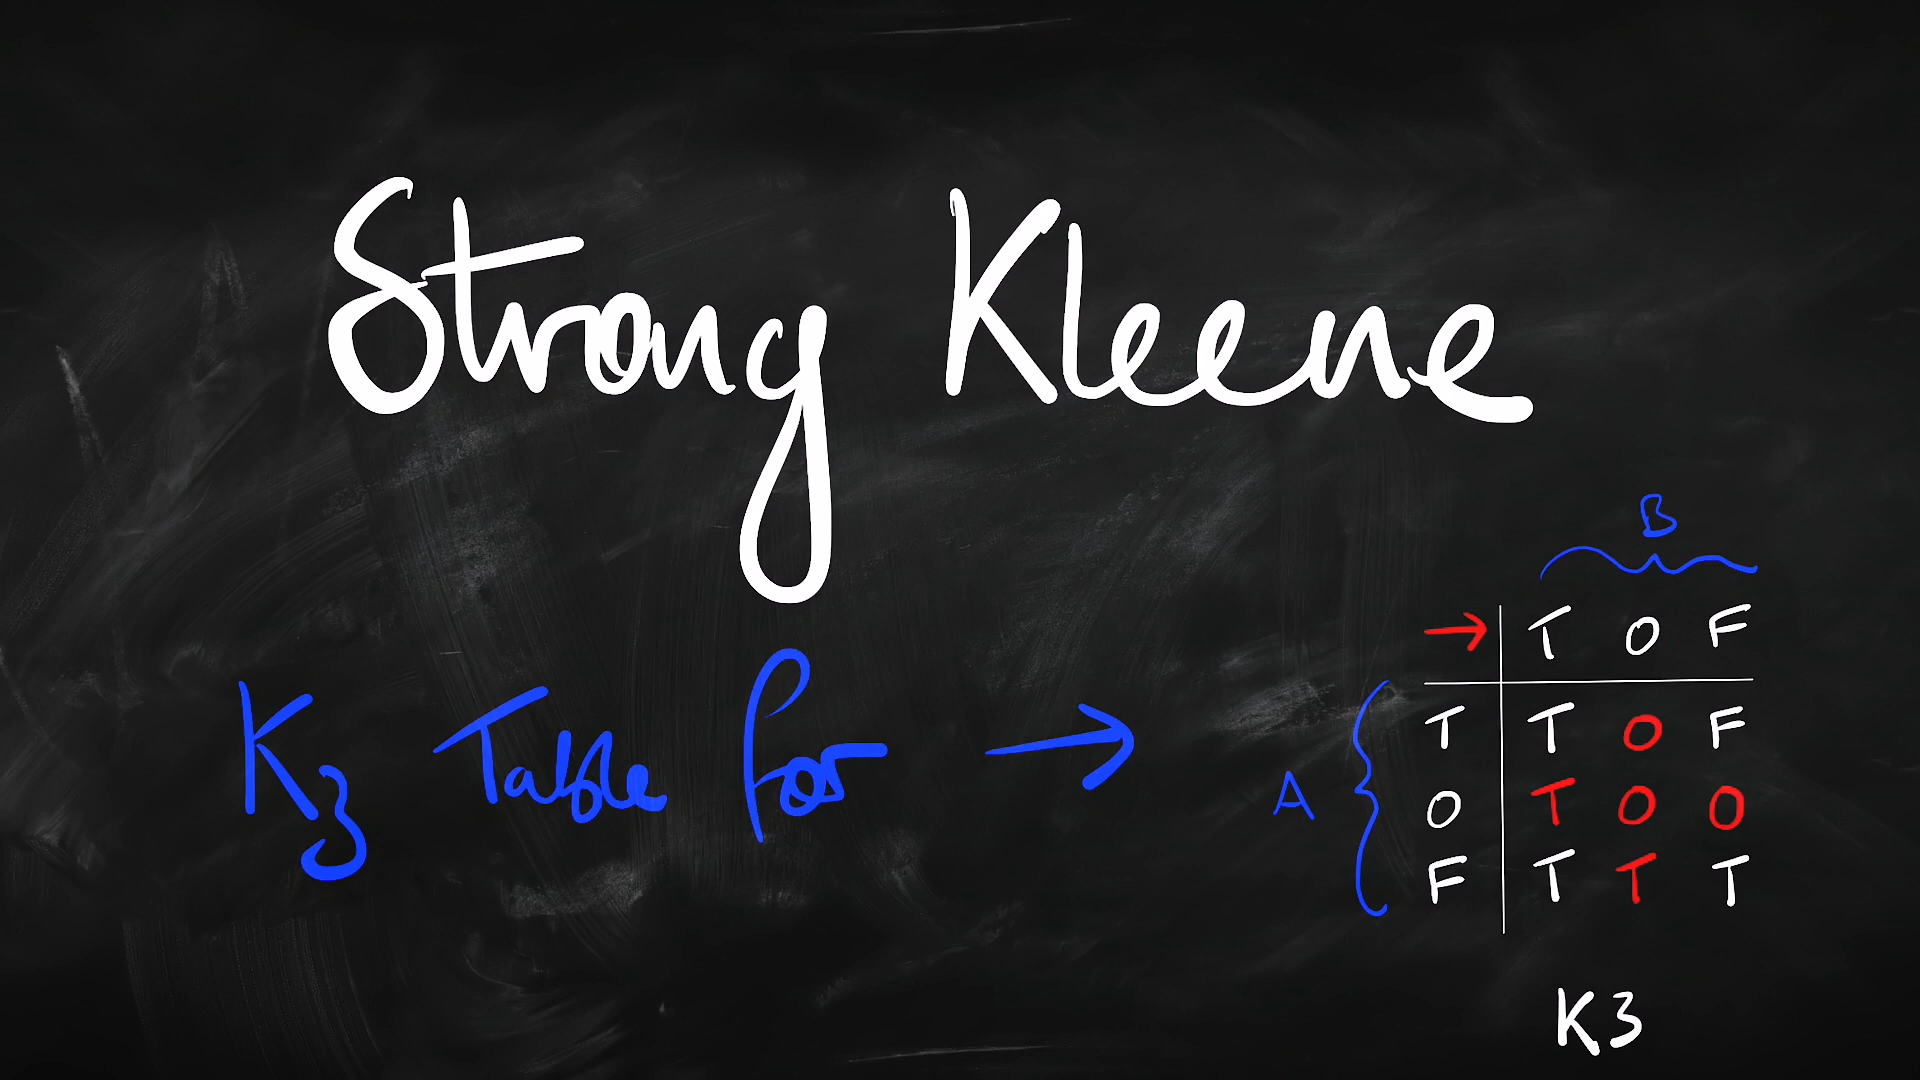 Strong Kleene
K3 Table for →
B
→ T O F
A
T T O F
O T O O
F T T T
K3